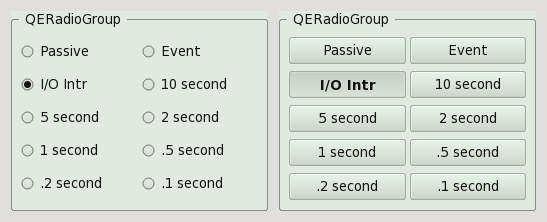 QERadioGroup
Passive Event
I/O Intr 10 second
5 second 2 second
1 second .5 second
.2 second .1 second
QERadioGroup
Passive Event
I/O Intr 10 second
5 second 2 second
1 second .5 second
.2 second .1 second